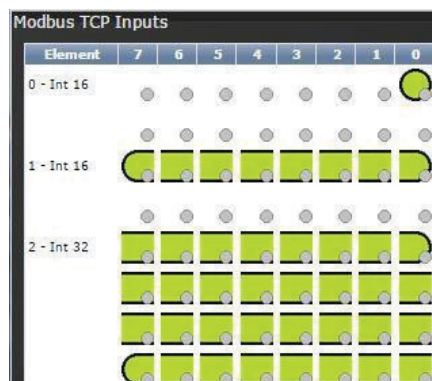 Modbus TCP Inputs
Element 7 6 5 4 3 2 1 0
0 - Int 16
1 - Int 16
2 - Int 32